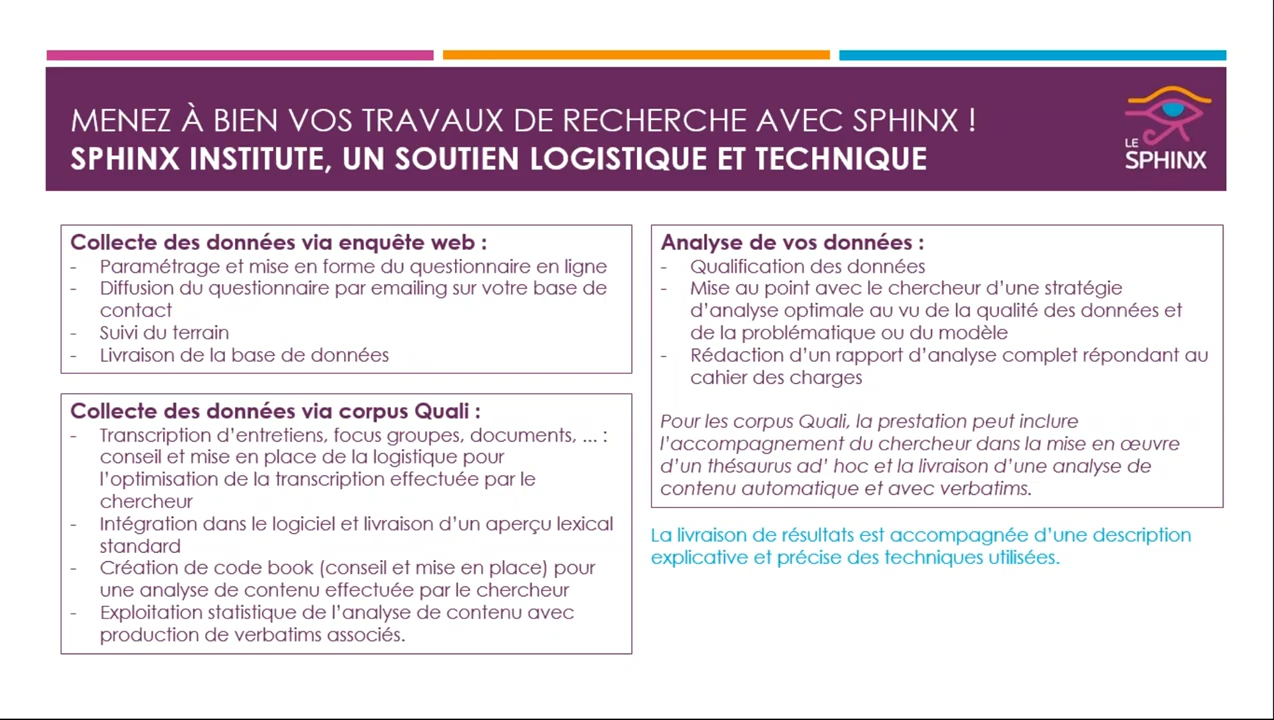 MENEZ À BIEN VOS TRAVAUX DE RECHERCHE AVEC SPHINX !
SPHINX INSTITUTE, UN SOUTIEN LOGISTIQUE ET TECHNIQUE
LE
SPHINX
Collecte des données via enquête web :
- Paramétrage et mise en forme du questionnaire en ligne
- Diffusion du questionnaire par emailing sur votre base de
contact
- Suivi du terrain
- Livraison de la base de données
Collecte des données via corpus Quali :
- Transcription d’entretiens, focus groupes, documents, ... :
conseil et mise en place de la logistique pour
l’optimisation de la transcription effectuée par le
chercheur
- Intégration dans le logiciel et livraison d’un aperçu lexical
standard
- Création de code book (conseil et mise en place) pour
une analyse de contenu effectuée par le chercheur
- Exploitation statistique de l’analyse de contenu avec
production de verbatims associés.
Analyse de vos données :
- Qualification des données
- Mise au point avec le chercheur d’une stratégie
d’analyse optimale au vu de la qualité des données et
de la problématique ou du modèle
- Rédaction d’un rapport d’analyse complet répondant au
cahier des charges
Pour les corpus Quali, la prestation peut inclure
l’accompagnement du chercheur dans la mise en œuvre
d’un thésaurus ad’ hoc et la livraison d’une analyse de
contenu automatique et avec verbatims.
La livraison de résultats est accompagnée d’une description
explicative et précise des techniques utilisées.